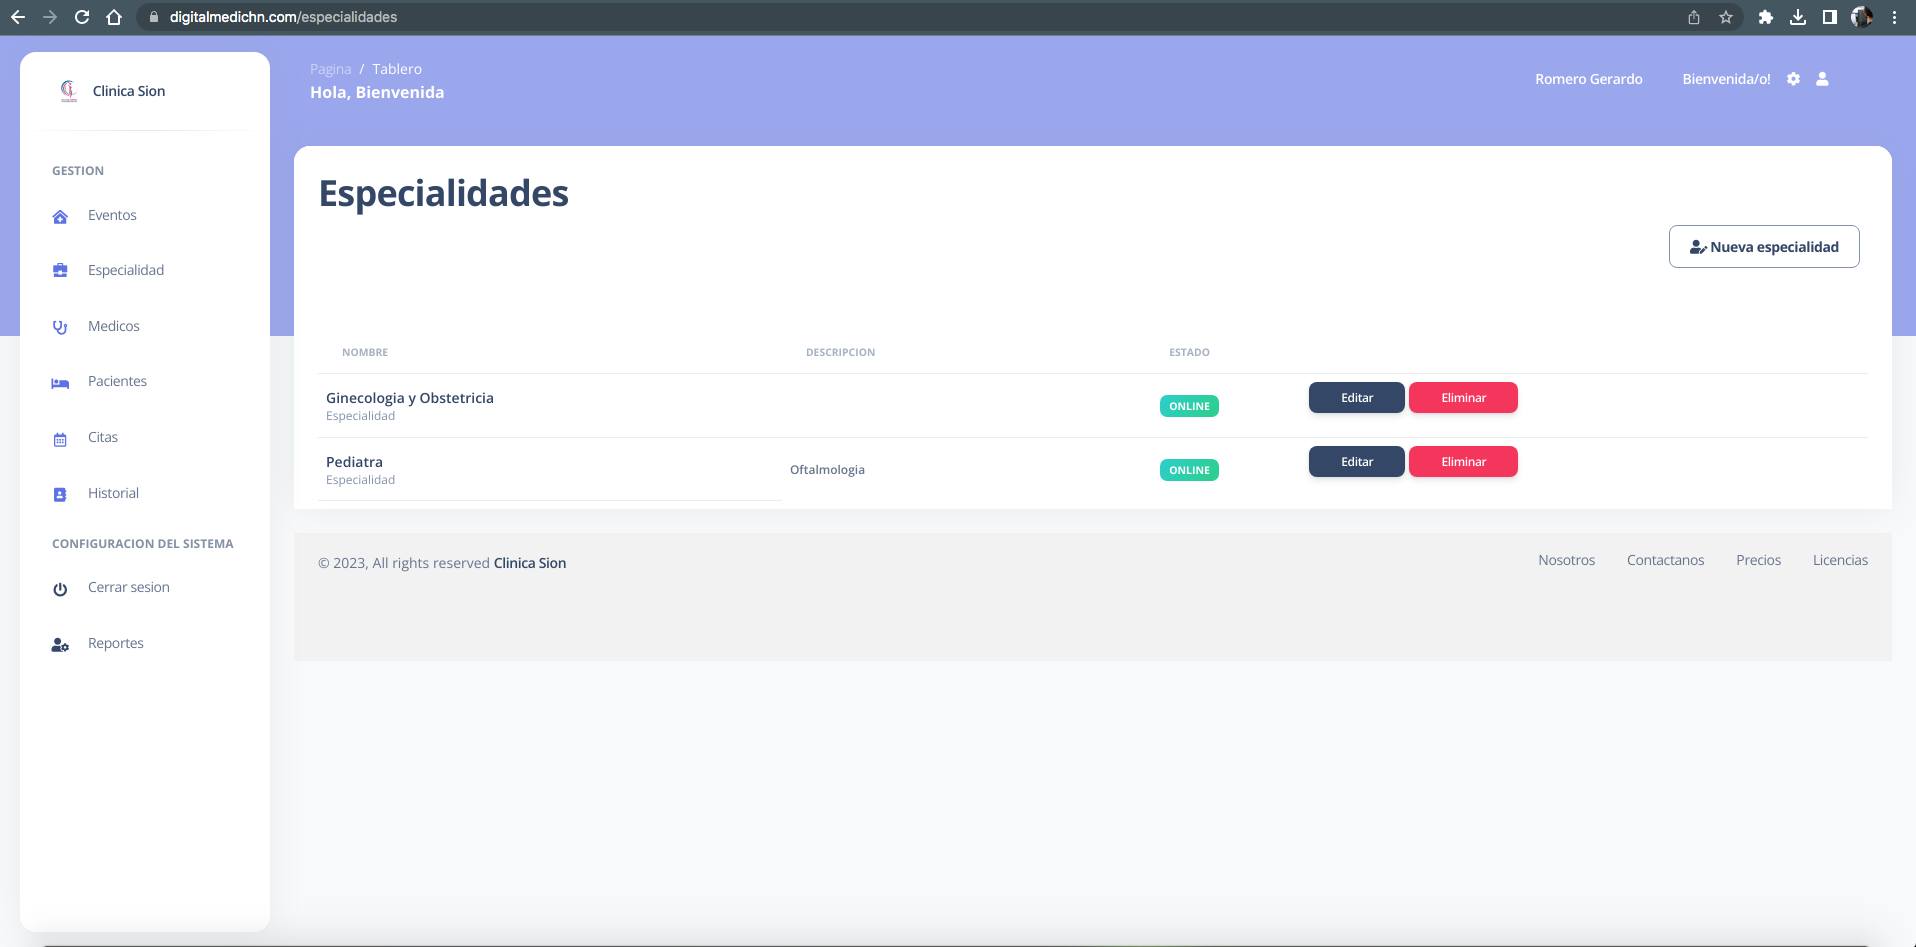 digitalmedichn.com/especialidades
Clinica Sion
GESTION
Eventos
Especialidad
Medicos
Pacientes
Citas
Historial
CONFIGURACION DEL SISTEMA
Cerrar sesion
Reportes
Pagina / Tablero
Hola, Bienvenida
Romero Gerardo Bienvenida/o!
Especialidades
Nueva especialidad
NOMBRE DESCRIPCION ESTADO
Ginecologia y Obstetricia
Especialidad
ONLINE Editar Eliminar
Pediatra
Especialidad
Oftalmologia ONLINE Editar Eliminar
© 2023, All rights reserved Clinica Sion
Nosotros Contactanos Precios Licencias